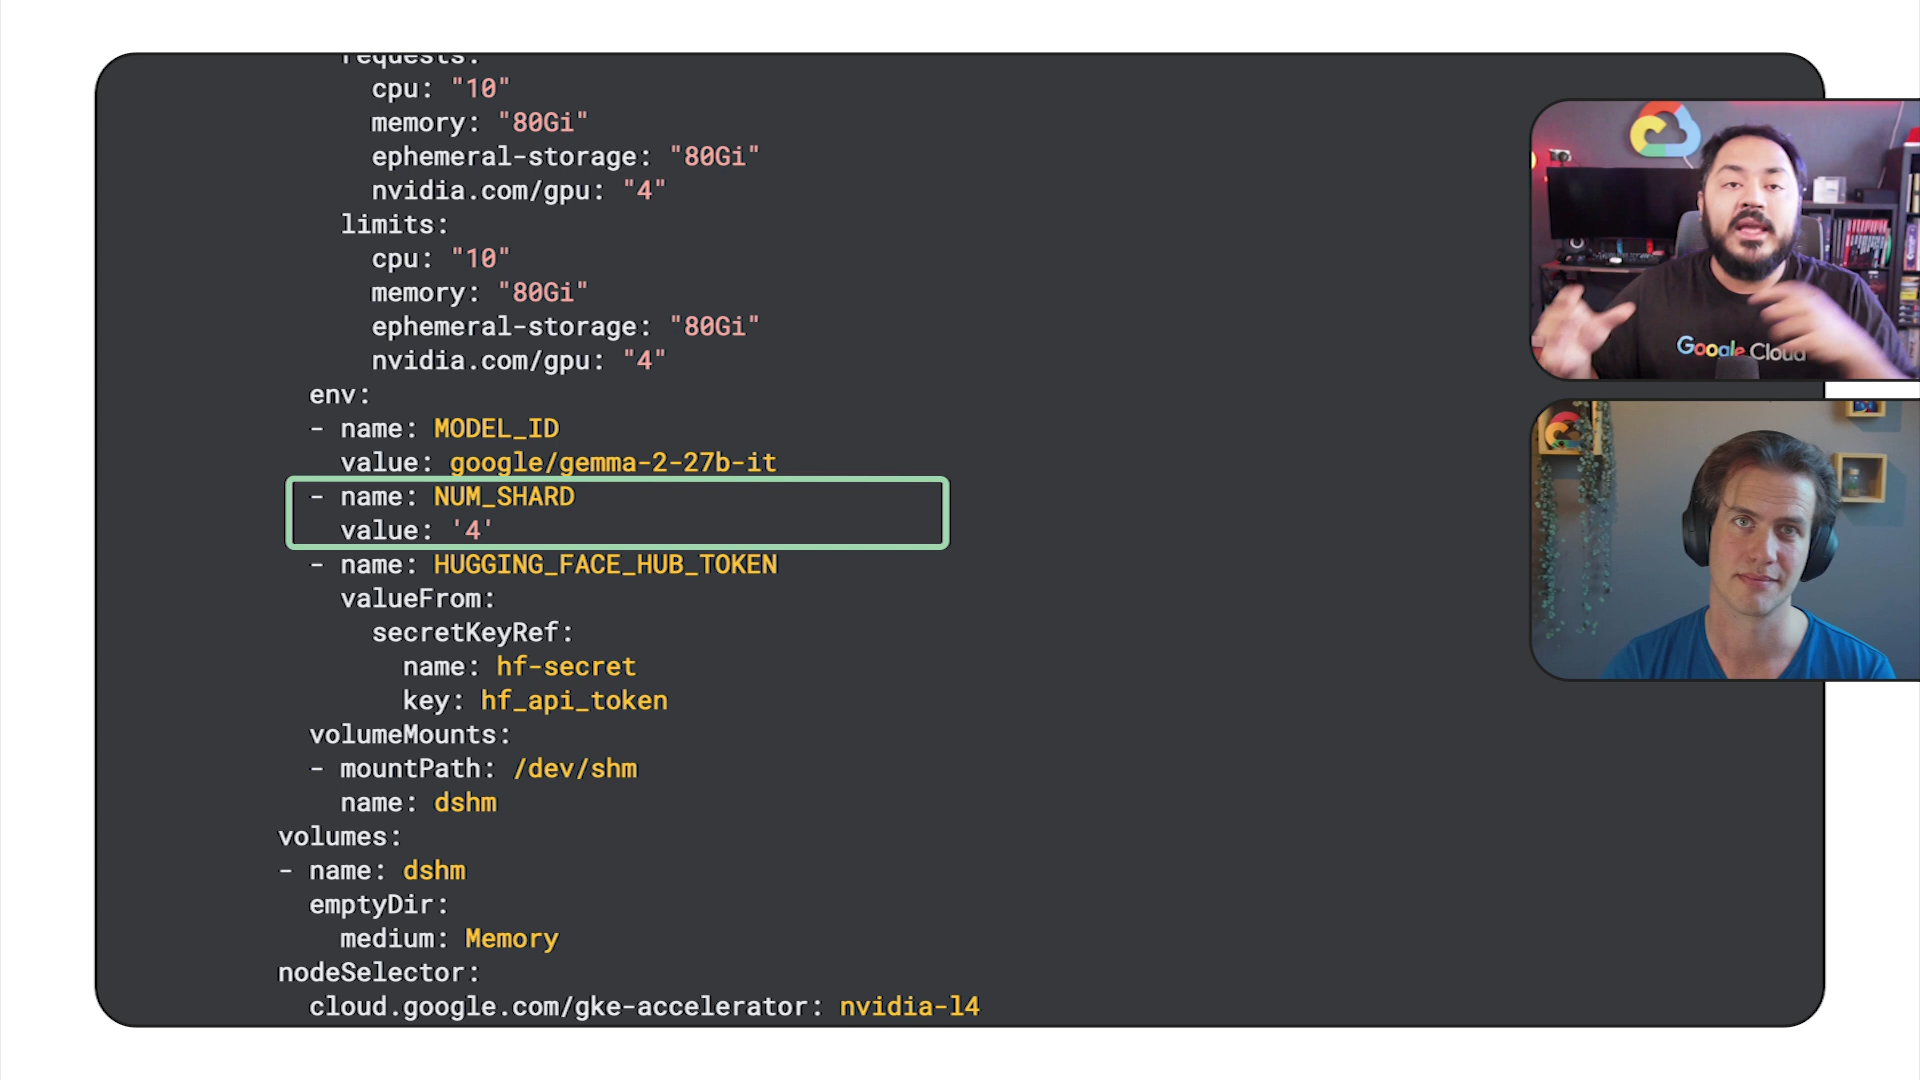 requests:
cpu: "10"
memory: "80Gi"
ephemeral-storage: "80Gi"
nvidia.com/gpu: "4"
limits:
cpu: "10"
memory: "80Gi"
ephemeral-storage: "80Gi"
nvidia.com/gpu: "4"
env:
- name: MODEL_ID
value: google/gemma-2-27b-it
- name: NUM_SHARD
value: '4'
- name: HUGGING_FACE_HUB_TOKEN
valueFrom:
secretKeyRef:
name: hf-secret
key: hf_api_token
volumeMounts:
- mountPath: /dev/shm
name: dshm
volumes:
- name: dshm
emptyDir:
medium: Memory
nodeSelector:
cloud.google.com/gke-accelerator: nvidia-l4
Google Cloud